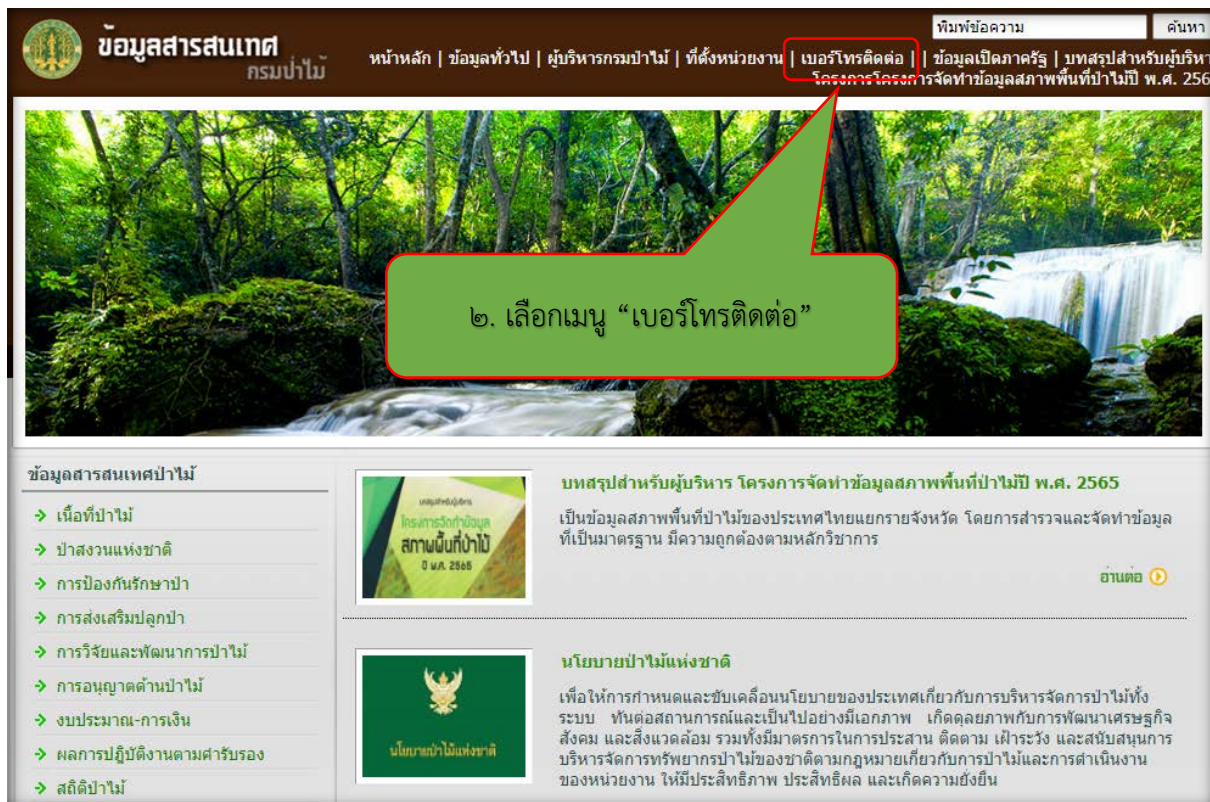 พิมพ์ข้อความ
ค้นหา
ข้อมูลสารสนเทศ
กรมป่าไม้
หน้าหลัก | ข้อมูลทั่วไป | ผู้บริหารกรมป่าไม้ | ที่ตั้งหน่วยงาน | เบอร์โทรติดต่อ | | ข้อมูลเปิดภาครัฐ | บทสรุปสำหรับผู้บริหา
โครงการโครงการจัดทำข้อมูลสภาพพื้นที่ป่าไม้ปี พ.ศ. 256
๒. เลือกเมนู “เบอร์โทรติดต่อ”
ข้อมูลสารสนเทศป่าไม้
เนื้อที่ป่าไม้
ป่าสงวนแห่งชาติ
การป้องกันรักษาป่า
การส่งเสริมปลูกป่า
การวิจัยและพัฒนาการป่าไม้
การอนุญาตด้านป่าไม้
งบประมาณ-การเงิน
ผลการปฏิบัติงานตามคำรับรอง
สถิติป่าไม้
บทสรุปสำหรับผู้บริหาร
โครงการจัดทำข้อมูล
สภาพพื้นที่ป่าไม้
ปี พ.ศ. 2565
บทสรุปสำหรับผู้บริหาร โครงการจัดทำข้อมูลสภาพพื้นที่ป่าไม้ปี พ.ศ. 2565
เป็นข้อมูลสภาพพื้นที่ป่าไม้ของประเทศไทยแยกรายจังหวัด โดยการสำรวจและจัดทำข้อมูล
ที่เป็นมาตรฐาน มีความถูกต้องตามหลักวิชาการ
อ่านต่อ
นโยบายป่าไม้แห่งชาติ
นโยบายป่าไม้แห่งชาติ
เพื่อให้การกำหนดและขับเคลื่อนนโยบายของประเทศเกี่ยวกับการบริหารจัดการป่าไม้ทั้ง
ระบบ ทันต่อสถานการณ์และเป็นไปอย่างมีเอกภาพ เกิดดุลยภาพกับการพัฒนาเศรษฐกิจ
สังคม และสิ่งแวดล้อม รวมทั้งมีมาตรการในการประสาน ติดตาม เฝ้าระวัง และสนับสนุนการ
บริหารจัดการทรัพยากรป่าไม้ของชาติตามกฎหมายเกี่ยวกับการป่าไม้และการดำเนินงาน
ของหน่วยงาน ให้มีประสิทธิภาพ ประสิทธิผล และเกิดความยั่งยืน